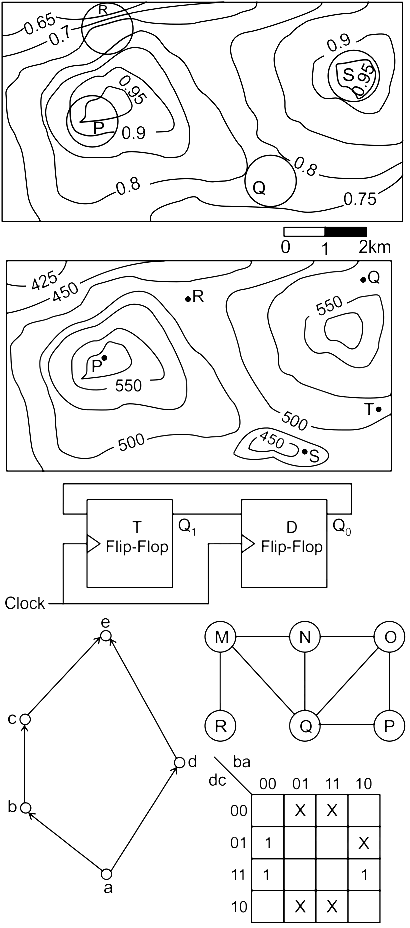 R
0.65
0.7
0.9
0.95
S
0.95
P
0.9
0.8
0.8
Q
0.75
0 1 2km
425
450
Q
R
550
P
550
500
T
500
450
S
T Q1 D Q0
Flip-Flop Flip-Flop
Clock
e
M N O
c
R Q P
d
ba
dc
00 01 11 10
00 X X
01 1 X
b
11 1 1
10 X X
a